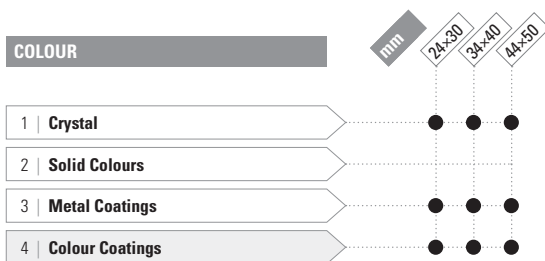 COLOUR
mm
24×30
34×40
44×50
1 | Crystal
2 | Solid Colours
3 | Metal Coatings
4 | Colour Coatings